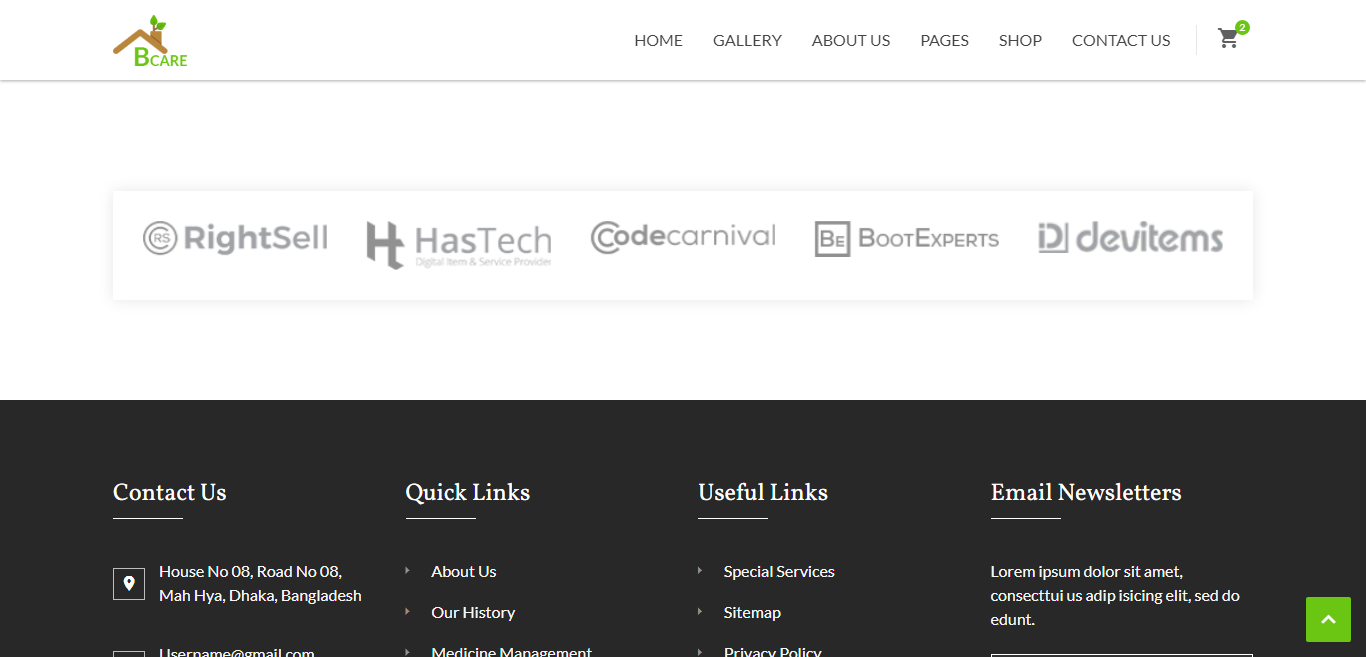 BCARE
HOME
GALLERY
ABOUT US
PAGES
SHOP
CONTACT US
2
RS RightSell
HasTech
Digital Item & Service Provider
Codecarnival
BE BOOTEXPERTS
devitems
Contact Us
House No 08, Road No 08,
Mah Hya, Dhaka, Bangladesh
Username@gmail.com
Quick Links
About Us
Our History
Medicine Management
Useful Links
Special Services
Sitemap
Privacy Policy
Email Newsletters
Lorem ipsum dolor sit amet,
consecttui us adip isicing elit, sed do
edunt.